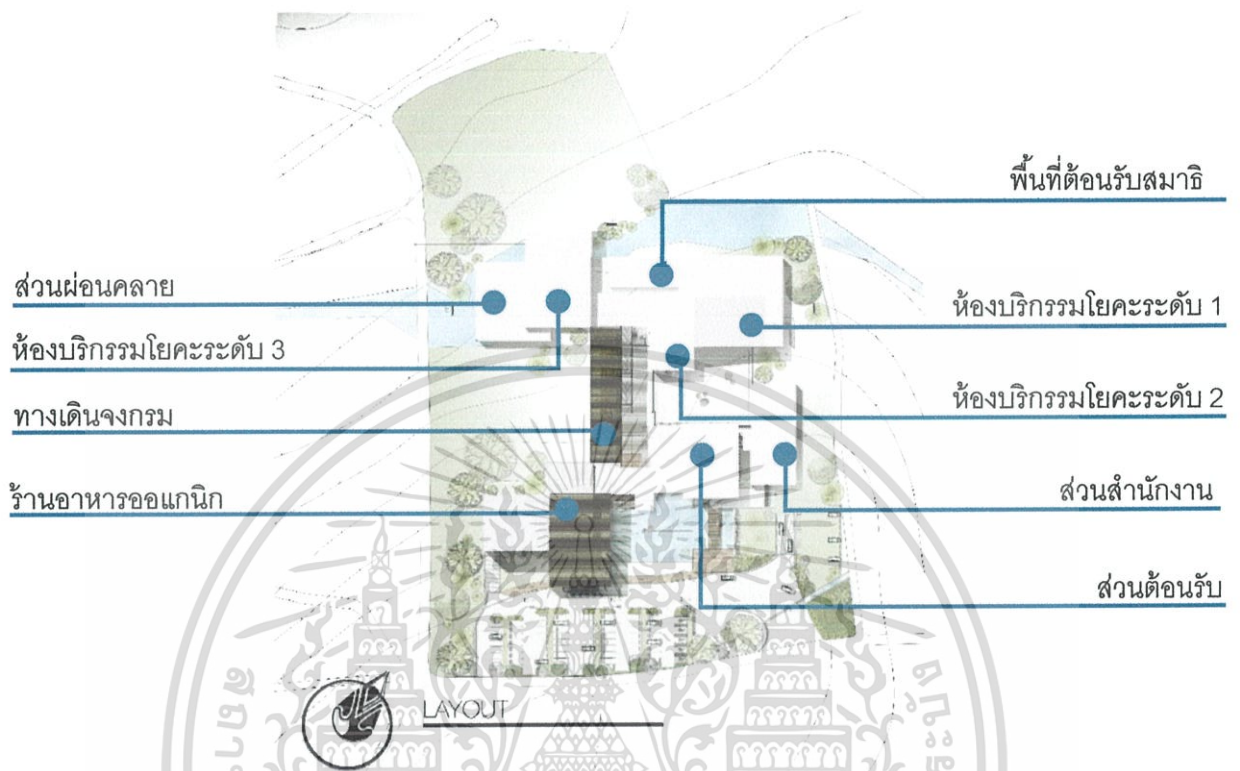 พื้นที่ต้อนรับสมาธิ
ส่วนผ่อนคลาย
ห้องบริกรรมโยคะระดับ 1
ห้องบริกรรมโยคะระดับ 3
ห้องบริกรรมโยคะระดับ 2
ทางเดินจงกรม
ส่วนสำนักงาน
ร้านอาหารออแกนิก
ส่วนต้อนรับ
LAYOUT